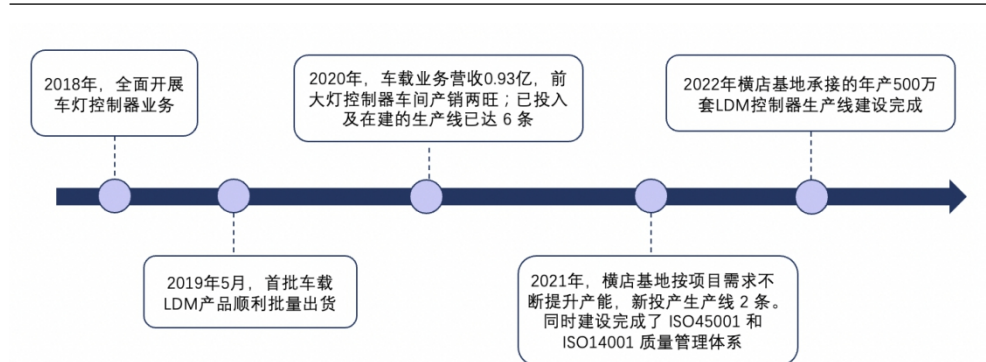 2018年，全面开展
车灯控制器业务
2019年5月，首批车载
LDM产品顺利批量出货
2020年，车载业务营收0.93亿，前
大灯控制器车间产销两旺；已投入
及在建的生产线已达 6 条
2021年，横店基地按项目需求不
断提升产能，新投产生产线 2 条。
同时建设完成了 ISO45001 和
ISO14001 质量管理体系
2022年横店基地承接的年产500万
套LDM控制器生产线建设完成